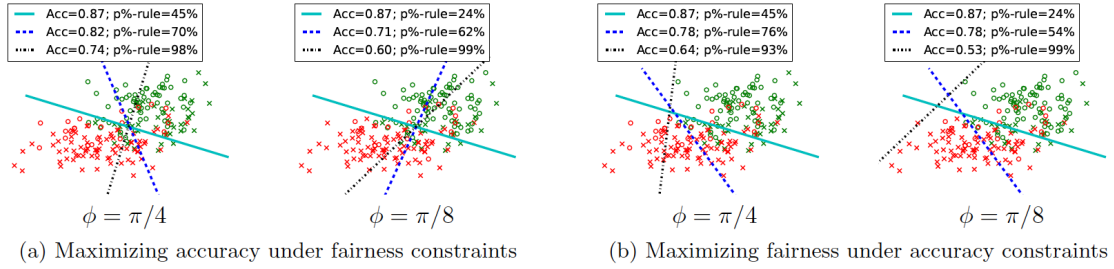 Acc=0.87; p%-rule=45%
Acc=0.82; p%-rule=70%
Acc=0.74; p%-rule=98%
ϕ = π/4
Acc=0.87; p%-rule=24%
Acc=0.71; p%-rule=62%
Acc=0.60; p%-rule=99%
ϕ = π/8
(a) Maximizing accuracy under fairness constraints
Acc=0.87; p%-rule=45%
Acc=0.78; p%-rule=76%
Acc=0.64; p%-rule=93%
ϕ = π/4
Acc=0.87; p%-rule=24%
Acc=0.78; p%-rule=54%
Acc=0.53; p%-rule=99%
ϕ = π/8
(b) Maximizing fairness under accuracy constraints